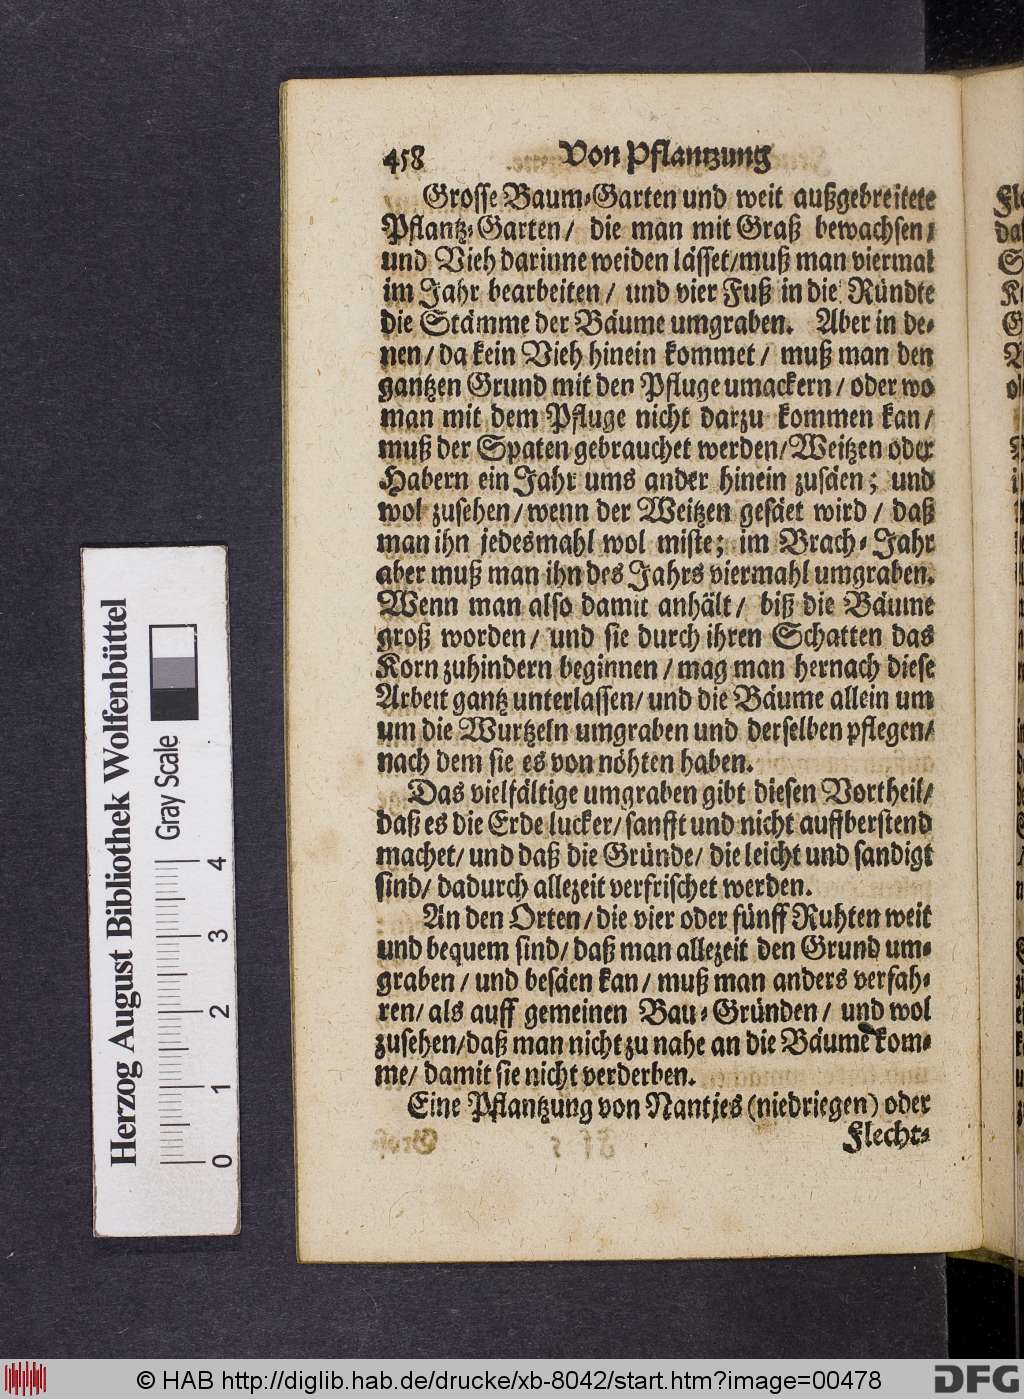 458 Von Pflantzung
Grosse Baum-Garten und weit außgebreitete
Pflantz-Garten / die man mit Graß bewachsen /
und Vieh darinne weiden lässet/muß man viermal
im Jahr bearbeiten / und vier Fuß in die Ründte
die Stämme der Bäume umgraben. Aber in de-
nen / da kein Vieh hinein kommet / muß man den
gantzen Grund mit den Pfluge umackern / oder wo
man mit dem Pfluge nicht darzu kommen kan /
muß der Spaten gebrauchet werden/Weitzen oder
Habern ein Jahr ums ander hinein zusäen; und
wol zusehen / wenn der Weitzen gesäet wird / daß
man ihn jedesmahl wol miste; im Brach-Jahr
aber muß man ihn des Jahrs viermahl umgraben.
Wenn man also damit anhält / biß die Bäume
groß worden / und sie durch ihren Schatten das
Korn zuhindern beginnen / mag man hernach diese
Arbeit gantz unterlassen/ und die Bäume allein um
um die Wurtzeln umgraben und derselben pflegen/
nach dem sie es von nöhten haben.
Das vielfältige umgraben gibt diesen Vortheil/
daß es die Erde lucker/ sanfft und nicht auffberstend
machet/ und daß die Gründe/ die leicht und sandigt
sind/ dadurch allezeit verfrischet werden.
An den Orten / die vier oder fünff Ruhten weit
und bequem sind/ daß man allezeit den Grund um-
graben / und besäen kan / muß man anders verfah-
ren/ als auff gemeinen Bau-Gründen / und wol
zusehen/daß man nicht zu nahe an die Bäume kom-
me/ damit sie nicht verderben.
Eine Pflantzung von Nantjes (niedriegen) oder
Flecht-
Herzog August Bibliothek Wolfenbüttel
Gray Scale
0 1 2 3 4
© HAB http://diglib.hab.de/drucke/xb-8042/start.htm?image=00478
DFG